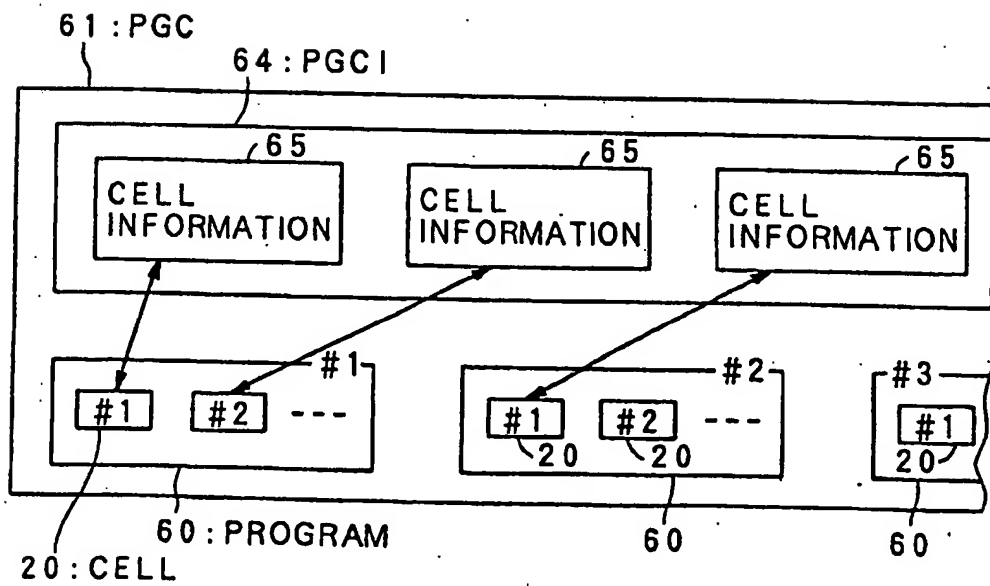 61:PGC
64:PGCI
65 65 65
CELL INFORMATION
CELL INFORMATION
CELL INFORMATION
#1 #2 #3
#1 #2 --- #1 #2 --- #1
20 20 20
60:PROGRAM 60 60
20:CELL